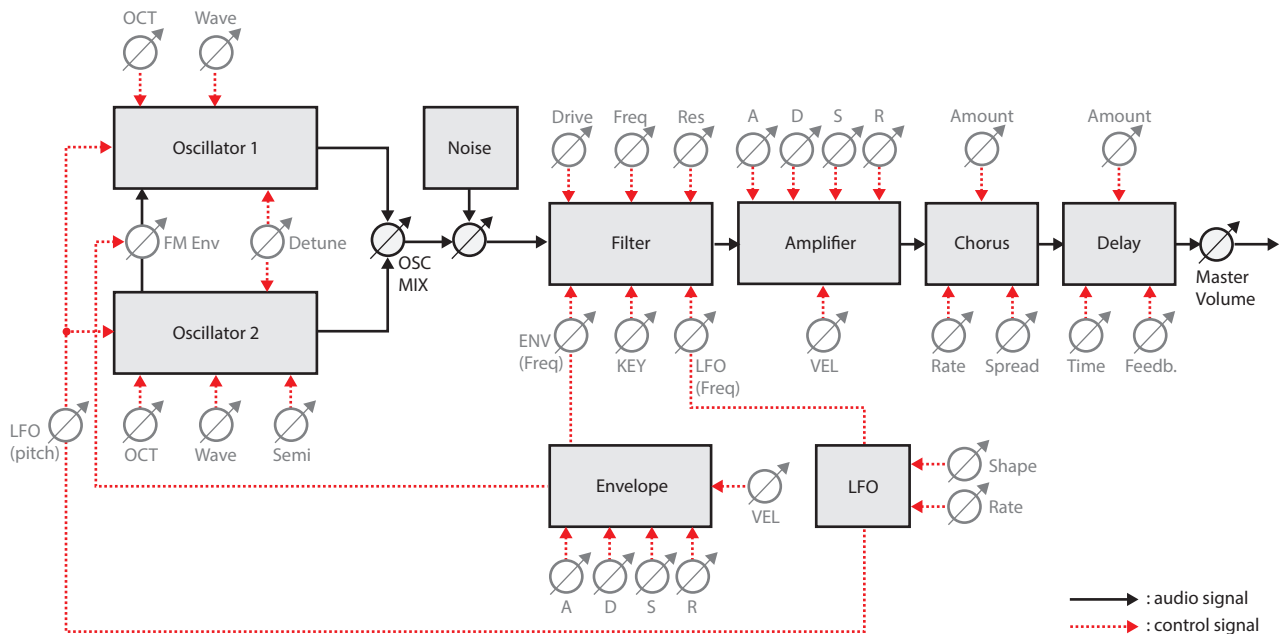 OCT
Wave
Oscillator 1
Noise
Drive
Freq
Res
A
D
S
R
Amount
Amount
FM Env
Detune
OSC
MIX
Filter
Amplifier
Chorus
Delay
Master
Volume
Oscillator 2
ENV
(Freq)
KEY
LFO
(Freq)
VEL
Rate
Spread
Time
Feedb.
LFO
(pitch)
OCT
Wave
Semi
Envelope
VEL
LFO
Shape
Rate
A
D
S
R
: audio signal
: control signal